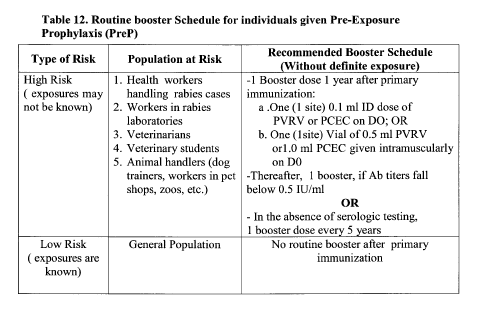 Table 12. Routine booster Schedule for individuals given Pre-Exposure
Prophylaxis (PreP)
Type of Risk
Population at Risk
Recommended Booster Schedule
(Without definite exposure)
High Risk
( exposures may
not be known)
1. Health workers
handling rabies cases
2. Workers in rabies
laboratories
3. Veterinarians
4. Veterinary students
5. Animal handlers (dog
trainers, workers in pet
shops, zoos, etc.)
-1 Booster dose 1 year after primary
immunization:
a .One (1 site) 0.1 ml ID dose of
PVRV or PCEC on DO; OR
b. One (1site) Vial of 0.5 ml PVRV
or1.0 ml PCEC given intramuscularly
on D0
-Thereafter, 1 booster, if Ab titers fall
below 0.5 IU/ml
OR
- In the absence of serologic testing,
1 booster dose every 5 years
Low Risk
( exposures are
known)
General Population
No routine booster after primary
immunization